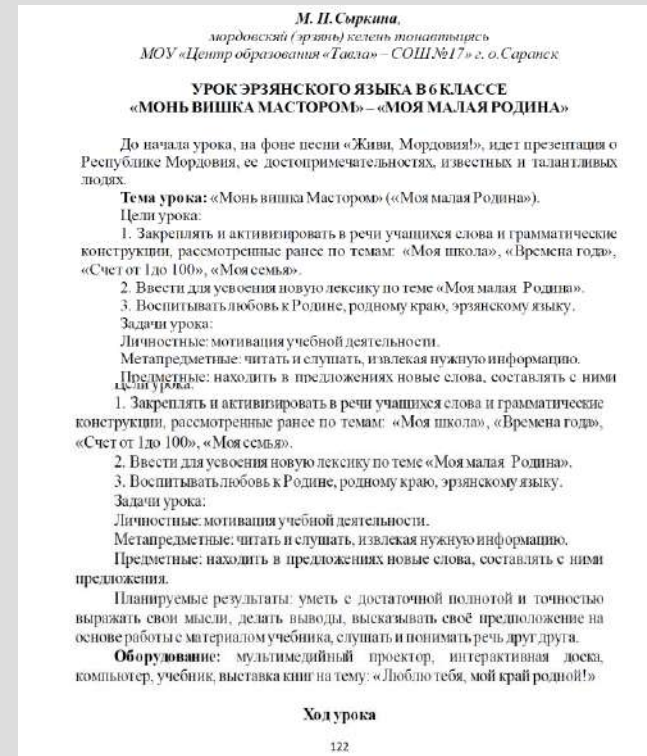 М. П. Сыркина,
мордовскяй (эрзянь) келень тонавтыцясь
МОУ «Центр образования «Тавла» – СОШ №17» г. о.Саранск
УРОК ЭРЗЯНСКОГО ЯЗЫКА В 6 КЛАССЕ
«МОНЬ ВИШКА МАСТОРОМ» – «МОЯ МАЛАЯ РОДИНА»
До начала урока, на фоне песни «Живи, Мордовия!», идет презентация о
Республике Мордовия, ее достопримечательностях, известных и талантливых
людях.
Тема урока: «Монь вишка Мастором» («Моя малая Родина»).
Цели урока:
1. Закреплять и активизировать в речи учащихся слова и грамматические
конструкции, рассмотренные ранее по темам: «Моя школа», «Времена года»,
«Счет от 1до 100», «Моя семья».
2. Ввести для усвоения новую лексику по теме «Моя малая Родина».
3. Воспитывать любовь к Родине, родному краю, эрзянскому языку.
Задачи урока:
Личностные: мотивация учебной деятельности.
Метапредметные: читать и слушать, извлекая нужную информацию.
Предметные: находить в предложениях новые слова, составлять с ними
Цели урока:
1. Закреплять и активизировать в речи учащихся слова и грамматические
конструкции, рассмотренные ранее по темам: «Моя школа», «Времена года»,
«Счет от 1до 100», «Моя семья».
2. Ввести для усвоения новую лексику по теме «Моя малая Родина».
3. Воспитывать любовь к Родине, родному краю, эрзянскому языку.
Задачи урока:
Личностные: мотивация учебной деятельности.
Метапредметные: читать и слушать, извлекая нужную информацию.
Предметные: находить в предложениях новые слова, составлять с ними
предложения.
Планируемые результаты: уметь с достаточной полнотой и точностью
выражать свои мысли, делать выводы, высказывать своё предположение на
основе работы с материалом учебника, слушать и понимать речь друг друга.
Оборудование: мультимедийный проектор, интерактивная доска,
компьютер, учебник, выставка книг на тему: «Люблю тебя, мой край родной!»
Ход урока
122